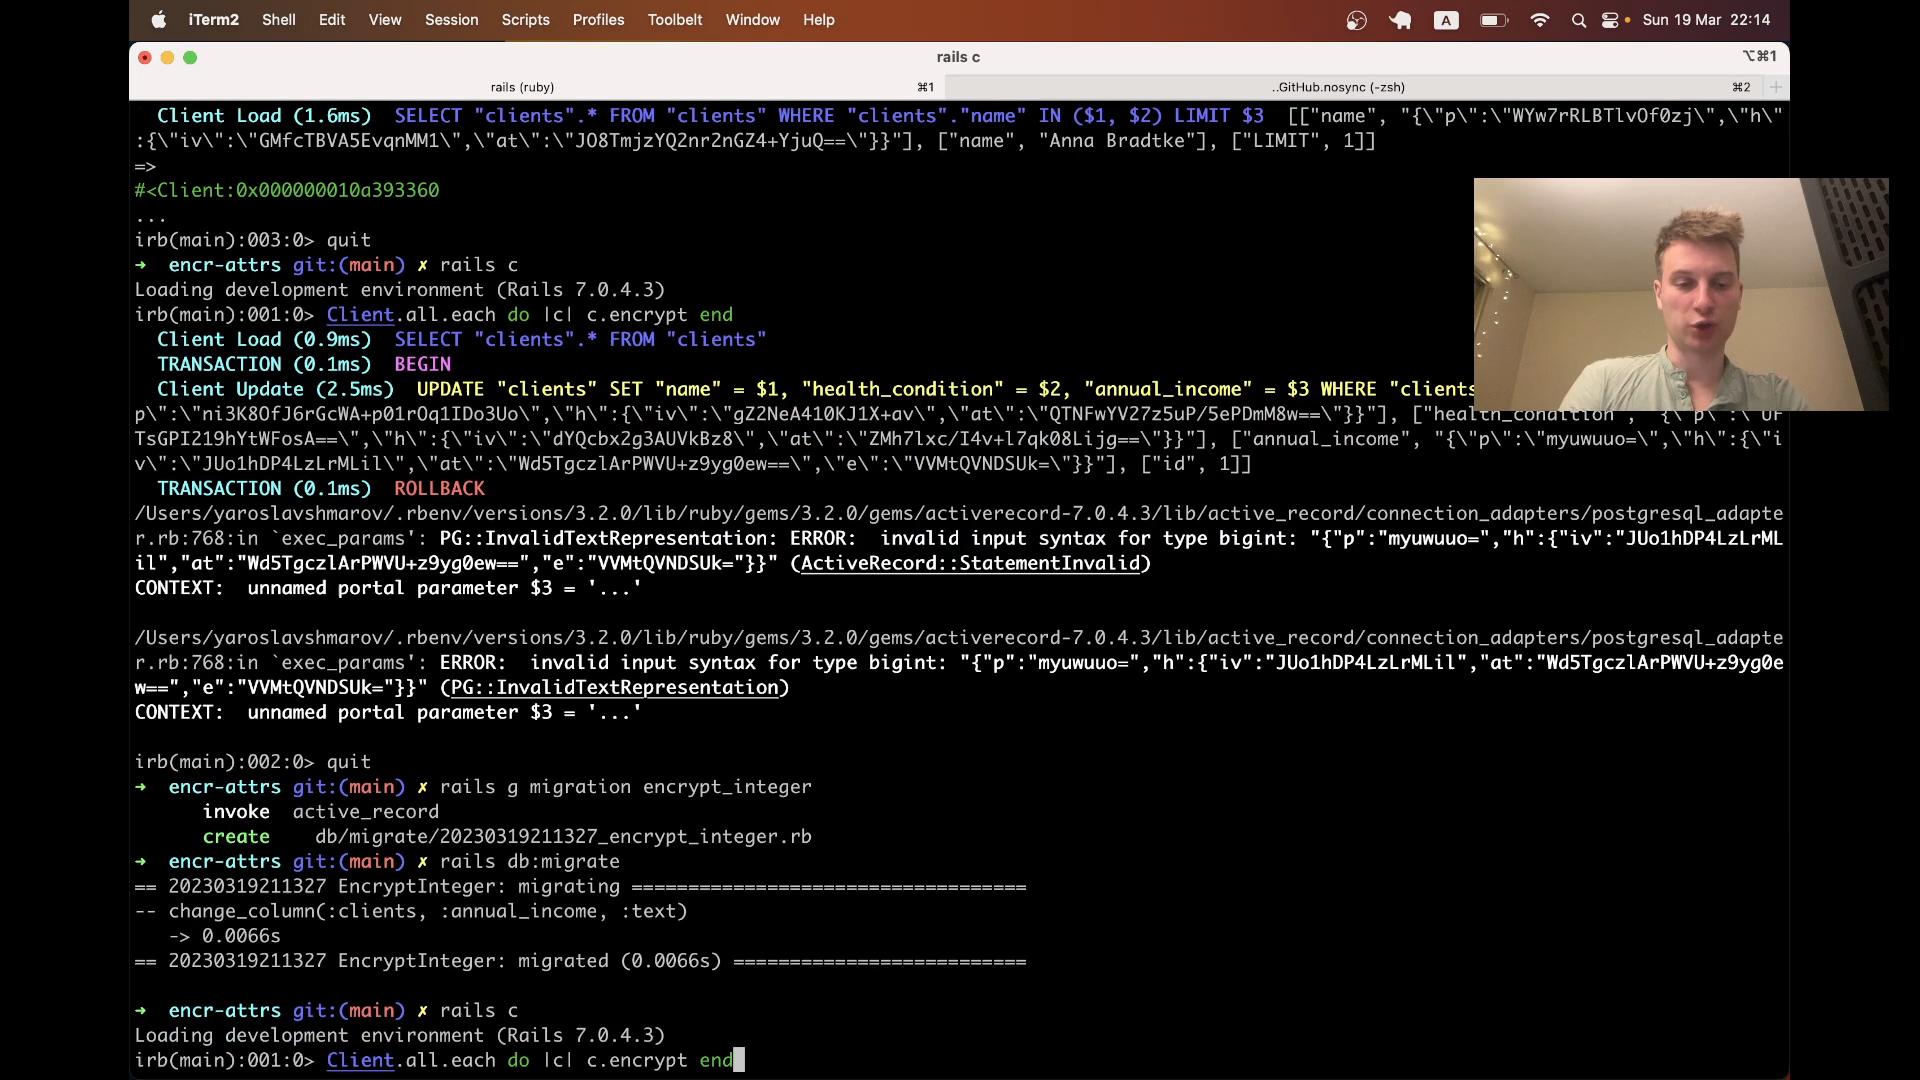 iTerm2 Shell Edit View Session Scripts Profiles Toolbelt Window Help A Sun 19 Mar 22:14
rails c ⌥⌘1
rails (ruby) ⌘1 ..GitHub.nosync (-zsh) ⌘2 +
Client Load (1.6ms) SELECT "clients".* FROM "clients" WHERE "clients"."name" IN ($1, $2) LIMIT $3 [["name", "{\"p\":\"WYw7rRLBTlvOf0zj\",\"h\"
:{\"iv\":\"GMfcTBVA5EvqnMM1\",\"at\":\"JO8TmjzYQ2nr2nGZ4+YjuQ==\"}}"], ["name", "Anna Bradtke"], ["LIMIT", 1]]
=>
#<Client:0x000000010a393360
...
irb(main):003:0> quit
➜ encr-attrs git:(main) ✗ rails c
Loading development environment (Rails 7.0.4.3)
irb(main):001:0> Client.all.each do |c| c.encrypt end
Client Load (0.9ms) SELECT "clients".* FROM "clients"
TRANSACTION (0.1ms) BEGIN
Client Update (2.5ms) UPDATE "clients" SET "name" = $1, "health_condition" = $2, "annual_income" = $3 WHERE "clients
p\":\"ni3K8OfJ6rGcWA+p01rOq1IDo3Uo\",\"h\":{\"iv\":\"gZ2NeA410KJ1X+av\",\"at\":\"QTNFwYV27z5uP/5ePDmM8w==\"}}"], ["health_condition", "{\"p\":\"UF
TsGPI219hYtWFosA==\",\"h\":{\"iv\":\"dYQcbx2g3AUVkBz8\",\"at\":\"ZMh7lxc/I4v+l7qk08Lijg==\"}}"], ["annual_income", "{\"p\":\"myuwuuo=\",\"h\":{\"i
v\":\"JUo1hDP4LzLrMLil\",\"at\":\"Wd5TgczlArPWVU+z9yg0ew==\",\"e\":\"VVMtQVNDSUk=\"}}"], ["id", 1]]
TRANSACTION (0.1ms) ROLLBACK
/Users/yaroslavshmarov/.rbenv/versions/3.2.0/lib/ruby/gems/3.2.0/gems/activerecord-7.0.4.3/lib/active_record/connection_adapters/postgresql_adapte
r.rb:768:in `exec_params': PG::InvalidTextRepresentation: ERROR: invalid input syntax for type bigint: "{"p":"myuwuuo=","h":{"iv":"JUo1hDP4LzLrML
il","at":"Wd5TgczlArPWVU+z9yg0ew==","e":"VVMtQVNDSUk="}}" (ActiveRecord::StatementInvalid)
CONTEXT: unnamed portal parameter $3 = '...'
/Users/yaroslavshmarov/.rbenv/versions/3.2.0/lib/ruby/gems/3.2.0/gems/activerecord-7.0.4.3/lib/active_record/connection_adapters/postgresql_adapte
r.rb:768:in `exec_params': ERROR: invalid input syntax for type bigint: "{"p":"myuwuuo=","h":{"iv":"JUo1hDP4LzLrMLil","at":"Wd5TgczlArPWVU+z9yg0e
w==","e":"VVMtQVNDSUk="}}" (PG::InvalidTextRepresentation)
CONTEXT: unnamed portal parameter $3 = '...'
irb(main):002:0> quit
➜ encr-attrs git:(main) ✗ rails g migration encrypt_integer
invoke active_record
create db/migrate/20230319211327_encrypt_integer.rb
➜ encr-attrs git:(main) ✗ rails db:migrate
== 20230319211327 EncryptInteger: migrating ===================================
-- change_column(:clients, :annual_income, :text)
-> 0.0066s
== 20230319211327 EncryptInteger: migrated (0.0066s) ==========================
➜ encr-attrs git:(main) ✗ rails c
Loading development environment (Rails 7.0.4.3)
irb(main):001:0> Client.all.each do |c| c.encrypt end